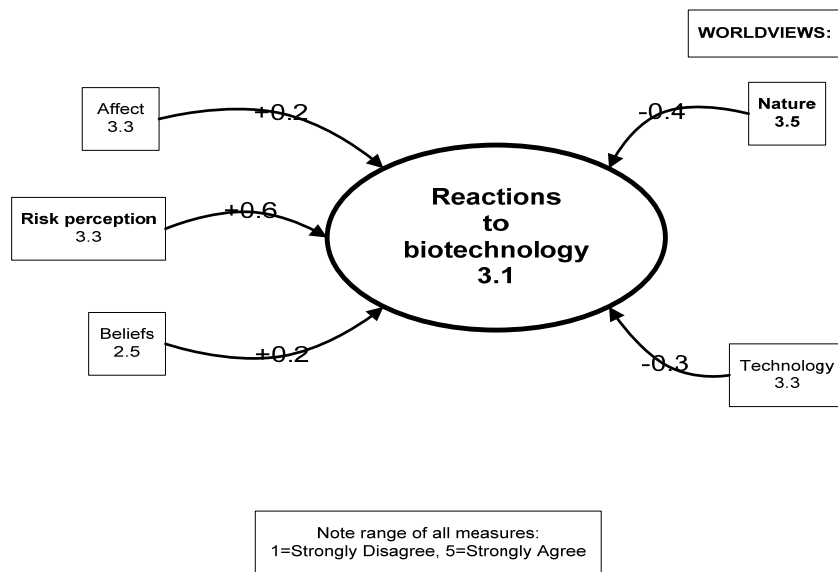 WORLDVIEWS:
Affect
3.3
+0.2
-0.4
Nature
3.5
Risk perception
3.3
+0.6
Reactions
to
biotechnology
3.1
Beliefs
2.5
+0.2
-0.3
Technology
3.3
Note range of all measures:
1=Strongly Disagree, 5=Strongly Agree